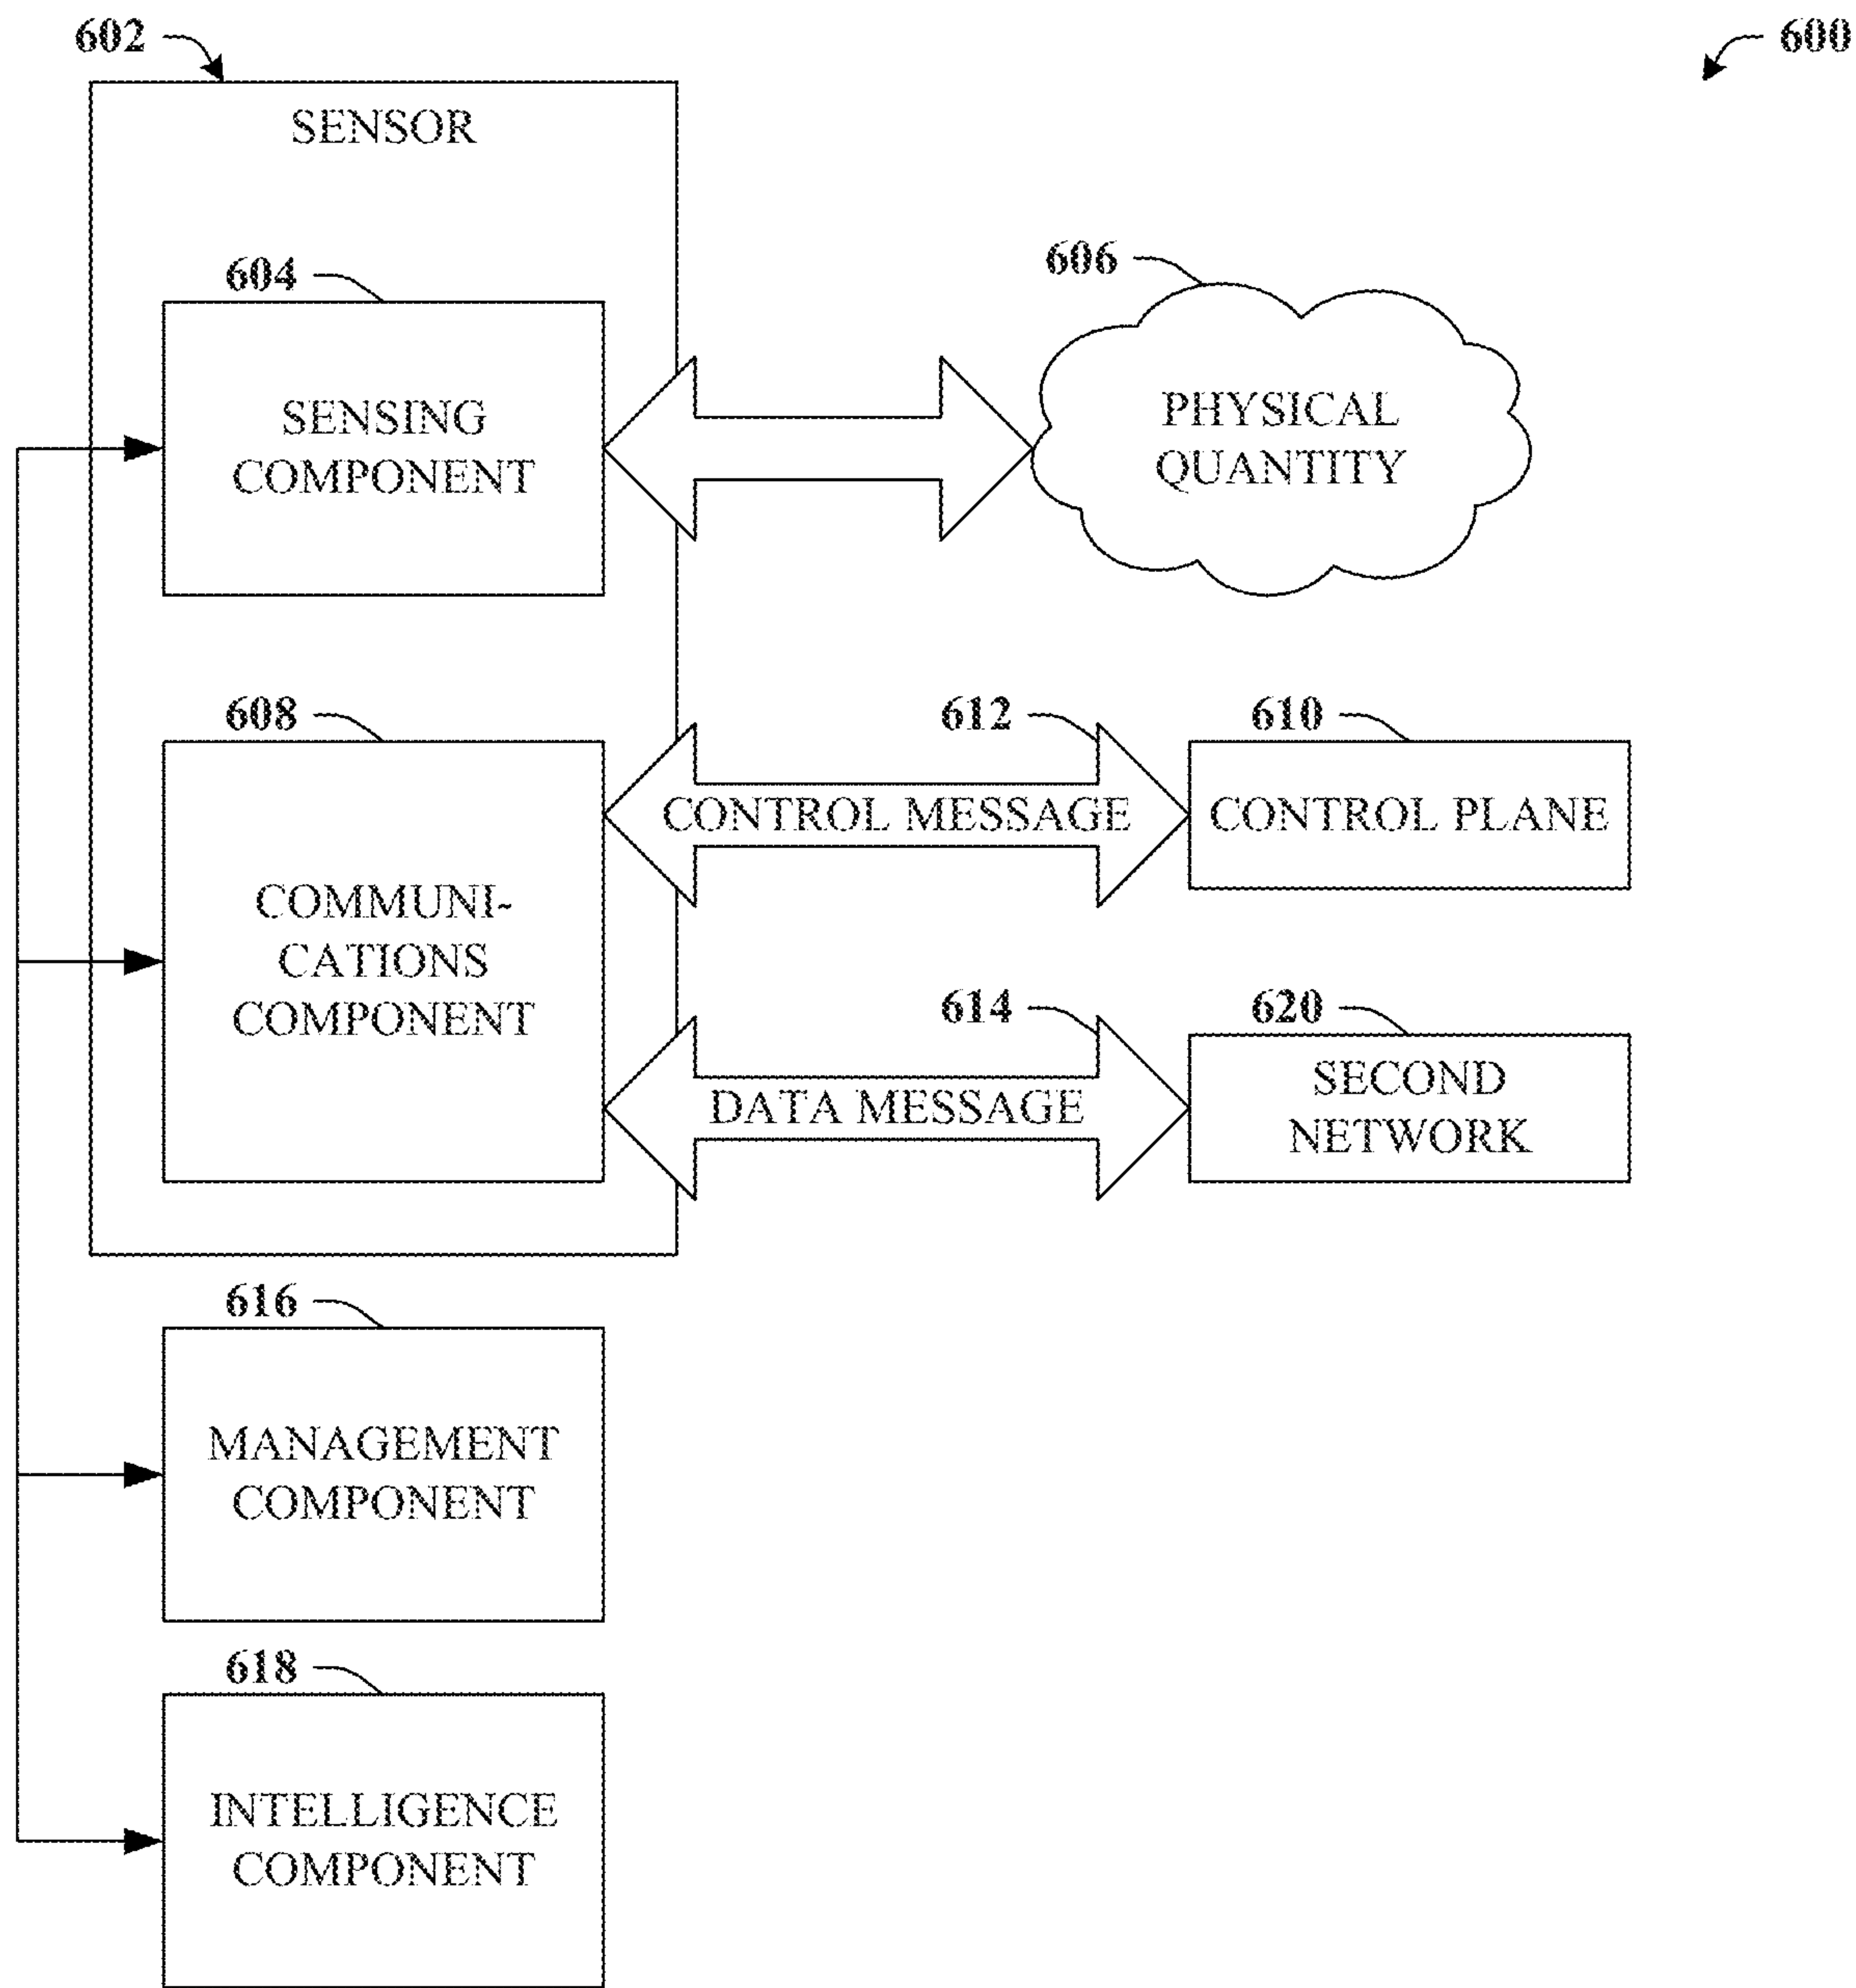 602
600
SENSOR
604
606
SENSING
COMPONENT
PHYSICAL
QUANTITY
608
612
610
CONTROL MESSAGE
CONTROL PLANE
COMMUNI-
CATIONS
COMPONENT
614
620
DATA MESSAGE
SECOND
NETWORK
616
MANAGEMENT
COMPONENT
618
INTELLIGENCE
COMPONENT